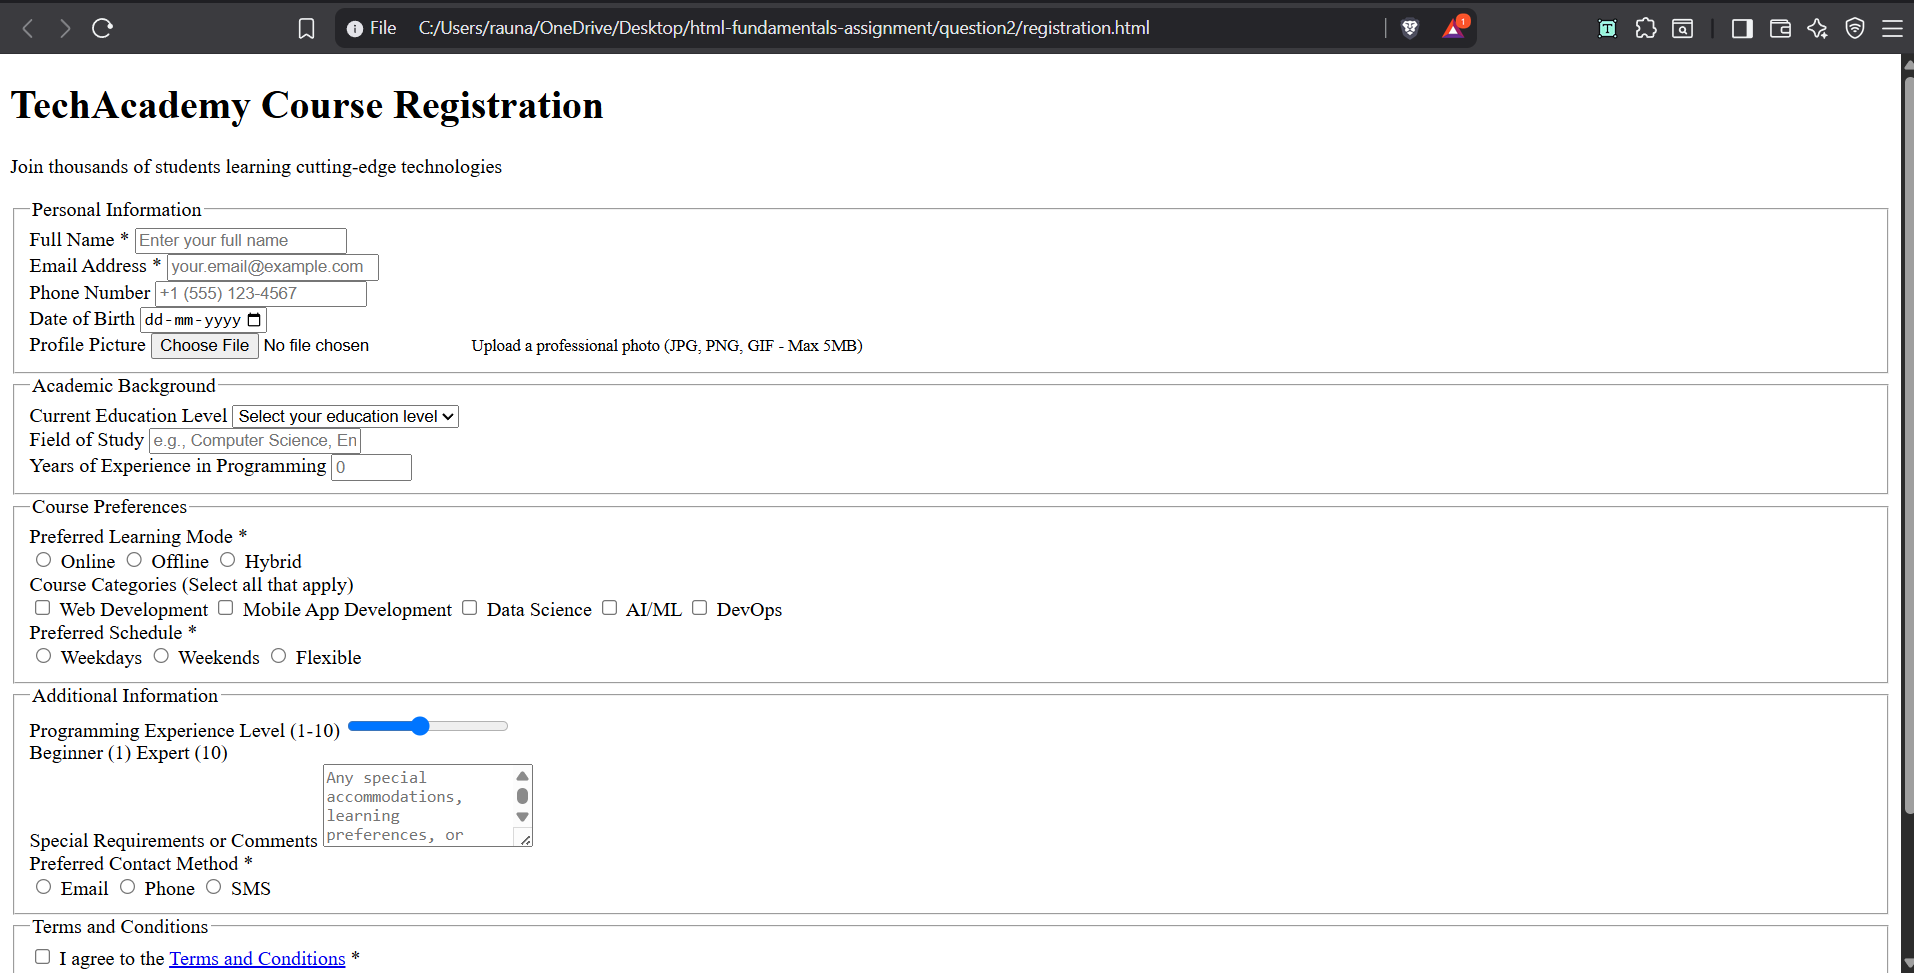 File C:/Users/rauna/OneDrive/Desktop/html-fundamentals-assignment/question2/registration.html
1
TechAcademy Course Registration
Join thousands of students learning cutting-edge technologies
Personal Information
Full Name * Enter your full name
Email Address * your.email@example.com
Phone Number +1 (555) 123-4567
Date of Birth dd-mm-yyyy
Profile Picture Choose File No file chosen Upload a professional photo (JPG, PNG, GIF - Max 5MB)
Academic Background
Current Education Level Select your education level
Field of Study e.g., Computer Science, En
Years of Experience in Programming 0
Course Preferences
Preferred Learning Mode *
Online Offline Hybrid
Course Categories (Select all that apply)
Web Development Mobile App Development Data Science AI/ML DevOps
Preferred Schedule *
Weekdays Weekends Flexible
Additional Information
Programming Experience Level (1-10)
Beginner (1) Expert (10)
Any special
accommodations,
learning
preferences, or
Special Requirements or Comments
Preferred Contact Method *
Email Phone SMS
Terms and Conditions
I agree to the Terms and Conditions *